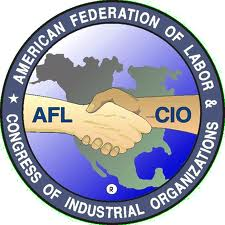 AMERICAN FEDERATION OF LABOR &
CONGRESS OF INDUSTRIAL ORGANIZATIONS
AFL CIO